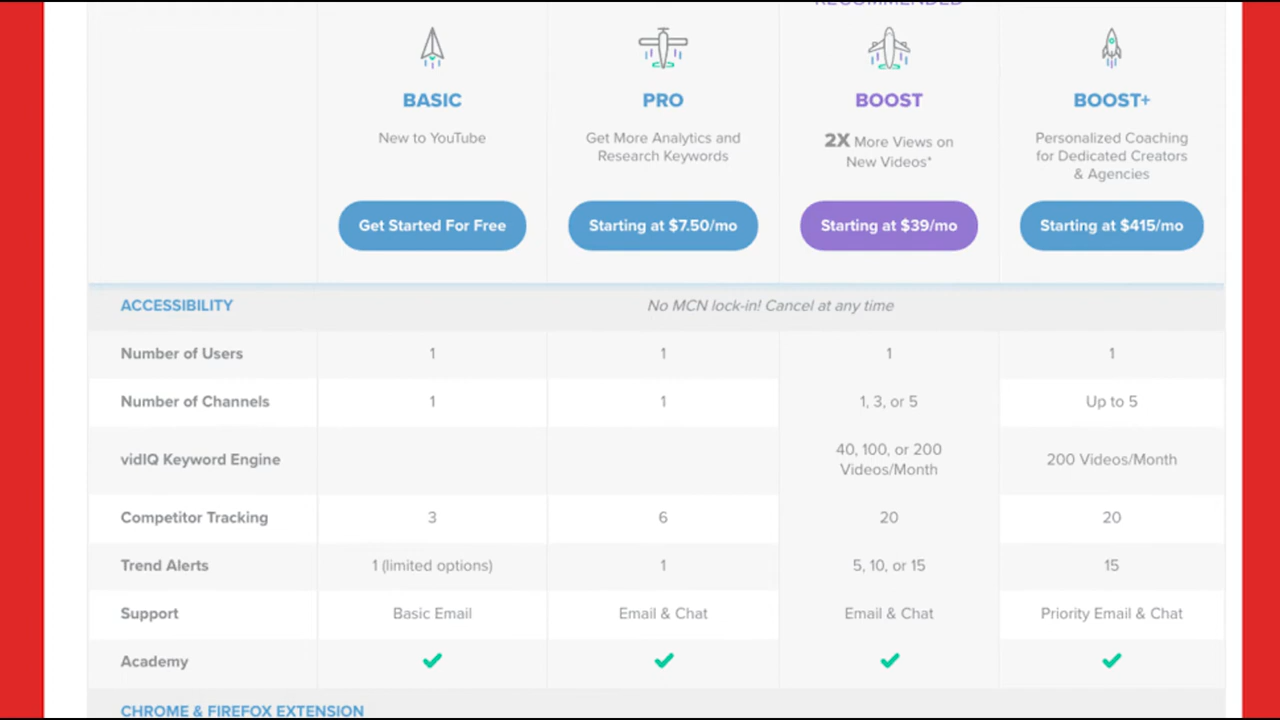 RECOMMENDED
BASIC
New to YouTube
Get Started For Free
PRO
Get More Analytics and
Research Keywords
Starting at $7.50/mo
BOOST
2X More Views on
New Videos*
Starting at $39/mo
BOOST+
Personalized Coaching
for Dedicated Creators
& Agencies
Starting at $415/mo
ACCESSIBILITY No MCN lock-in! Cancel at any time
Number of Users 1 1 1 1
Number of Channels 1 1 1, 3, or 5 Up to 5
vidIQ Keyword Engine
40, 100, or 200
Videos/Month
200 Videos/Month
Competitor Tracking 3 6 20 20
Trend Alerts 1 (limited options) 1 5, 10, or 15 15
Support Basic Email Email & Chat Email & Chat Priority Email & Chat
Academy
CHROME & FIREFOX EXTENSION